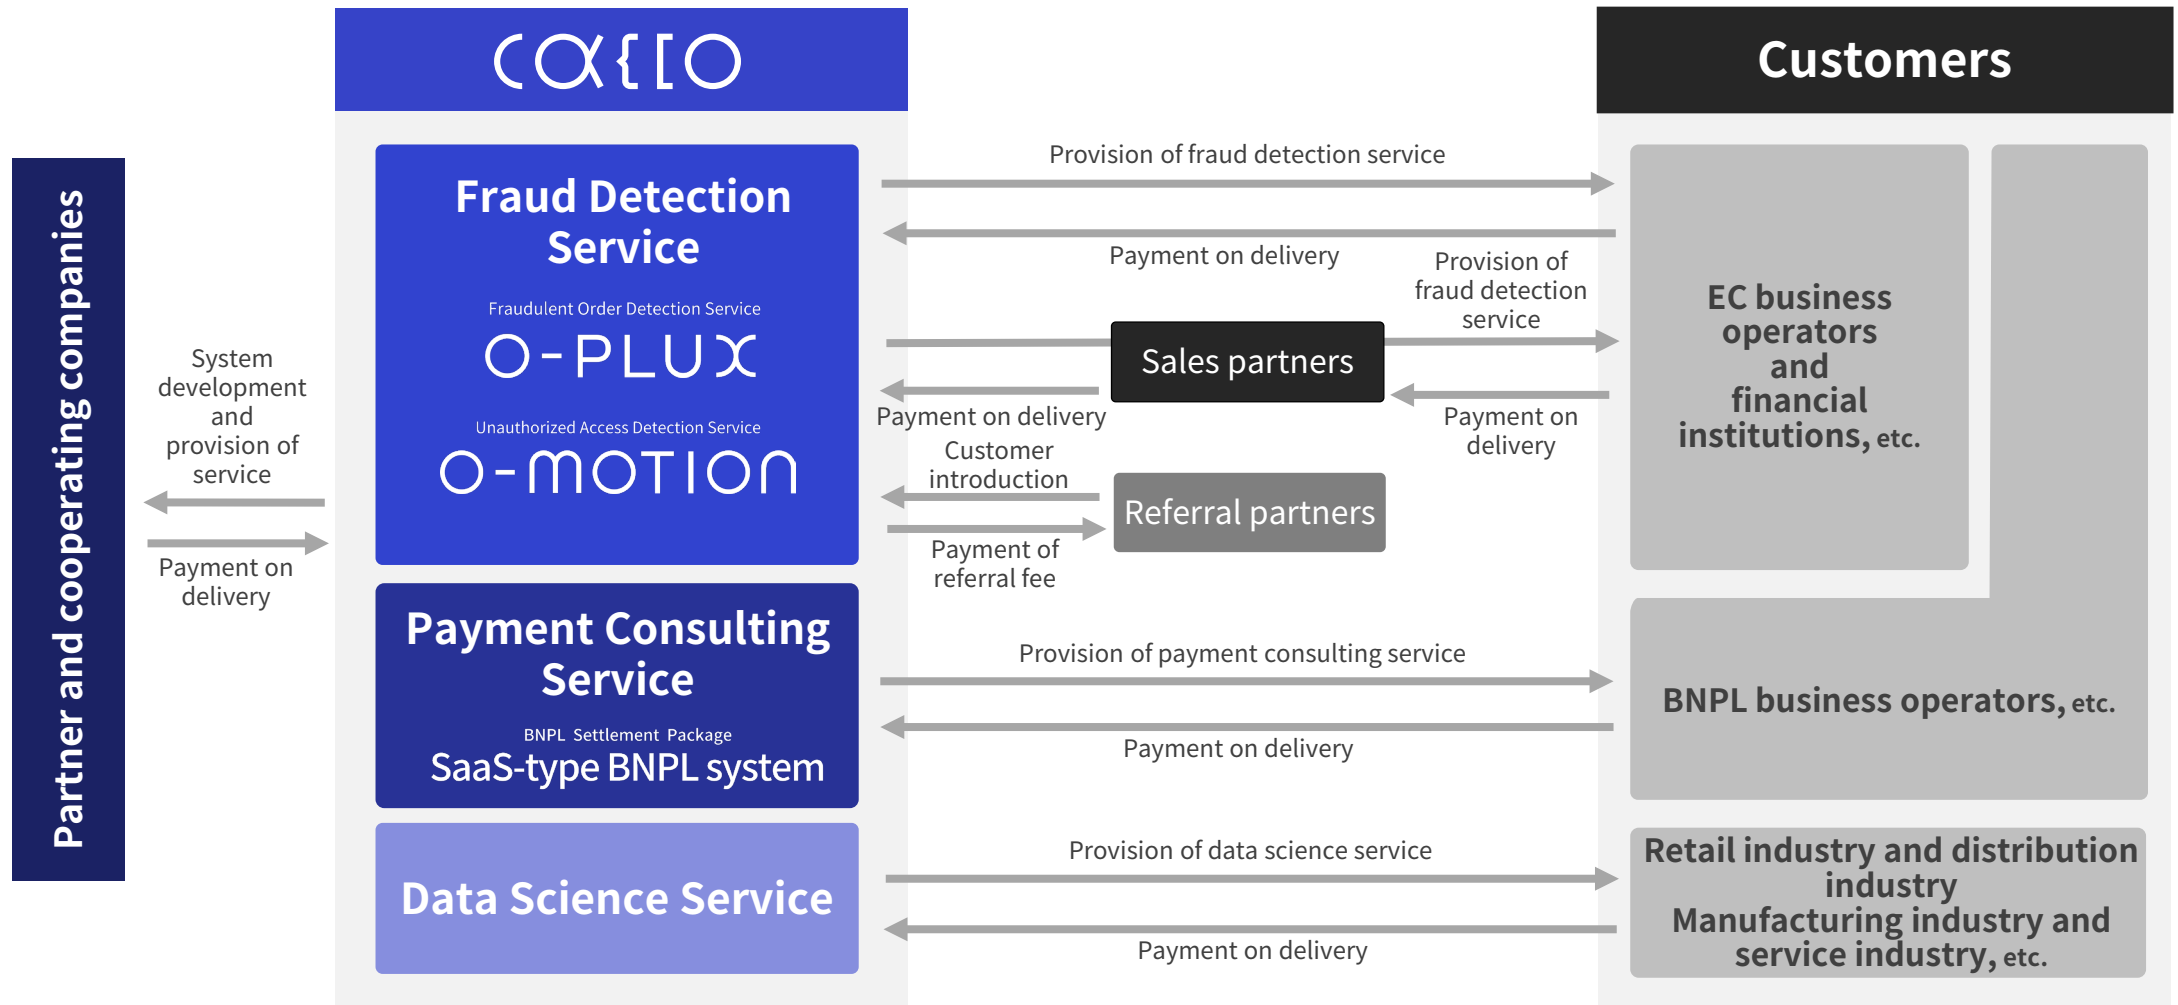 cacco
Customers
Partner and cooperating companies
System
development
and
provision of
service
Payment on
delivery
Fraud Detection
Service
Fraudulent Order Detection Service
O-PLUX
Unauthorized Access Detection Service
O-MOTION
Payment Consulting
Service
BNPL Settlement Package
SaaS-type BNPL system
Data Science Service
Provision of fraud detection service
Payment on delivery
Provision of
fraud detection
service
Sales partners
Payment on delivery
Payment on
delivery
Customer
introduction
Referral partners
Payment of
referral fee
Provision of payment consulting service
Payment on delivery
Provision of data science service
Payment on delivery
EC business
operators
and
financial
institutions, etc.
BNPL business operators, etc.
Retail industry and distribution
industry
Manufacturing industry and
service industry, etc.